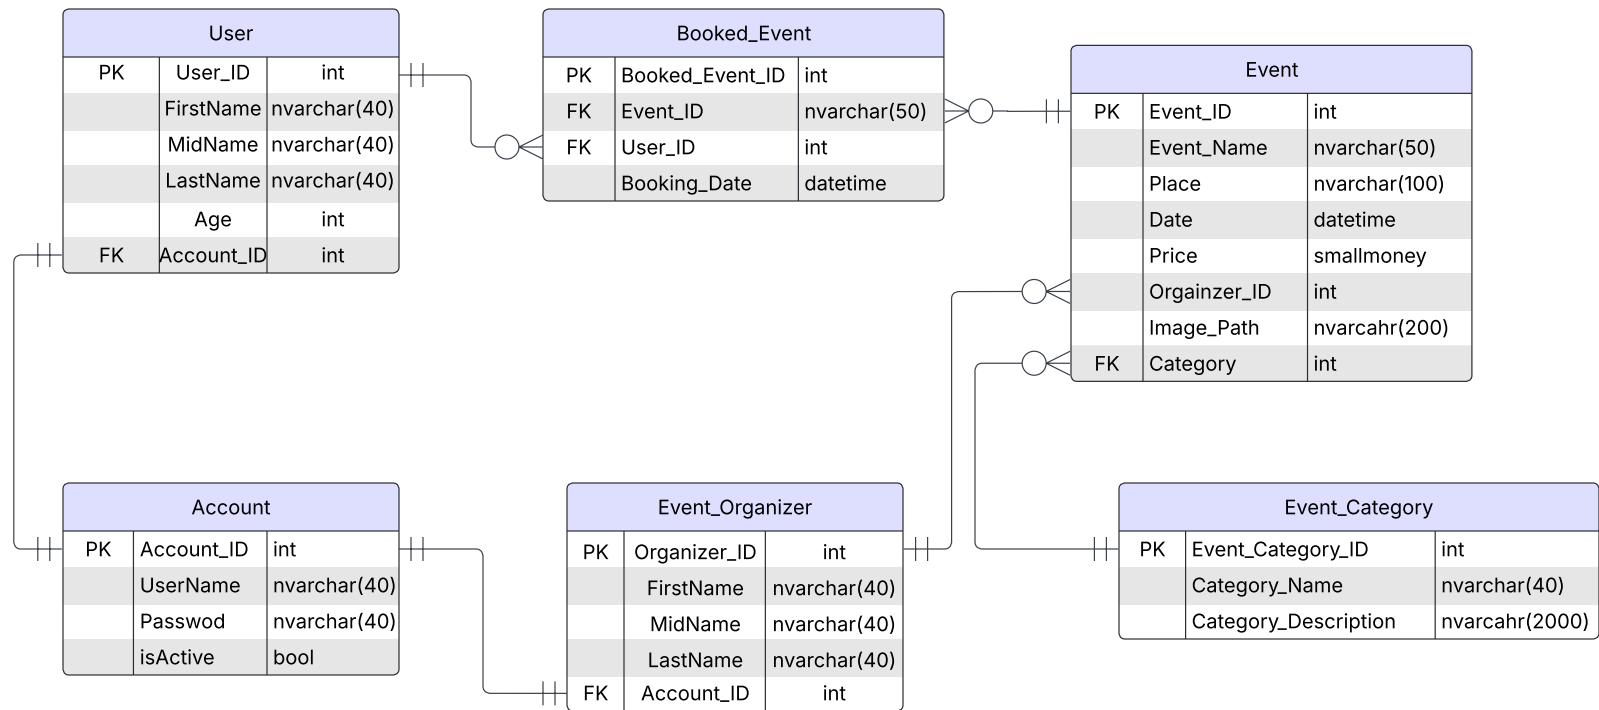 User
PK User_ID int
FirstName nvarchar(40)
MidName nvarchar(40)
LastName nvarchar(40)
Age int
FK Account_ID int
Booked_Event
PK Booked_Event_ID int
FK Event_ID nvarchar(50)
FK User_ID int
Booking_Date datetime
Event
PK Event_ID int
Event_Name nvarchar(50)
Place nvarchar(100)
Date datetime
Price smallmoney
Orgainzer_ID int
Image_Path nvarcahr(200)
FK Category int
Account
PK Account_ID int
UserName nvarchar(40)
Passwod nvarchar(40)
isActive bool
Event_Organizer
PK Organizer_ID int
FirstName nvarchar(40)
MidName nvarchar(40)
LastName nvarchar(40)
FK Account_ID int
Event_Category
PK Event_Category_ID int
Category_Name nvarchar(40)
Category_Description nvarcahr(2000)